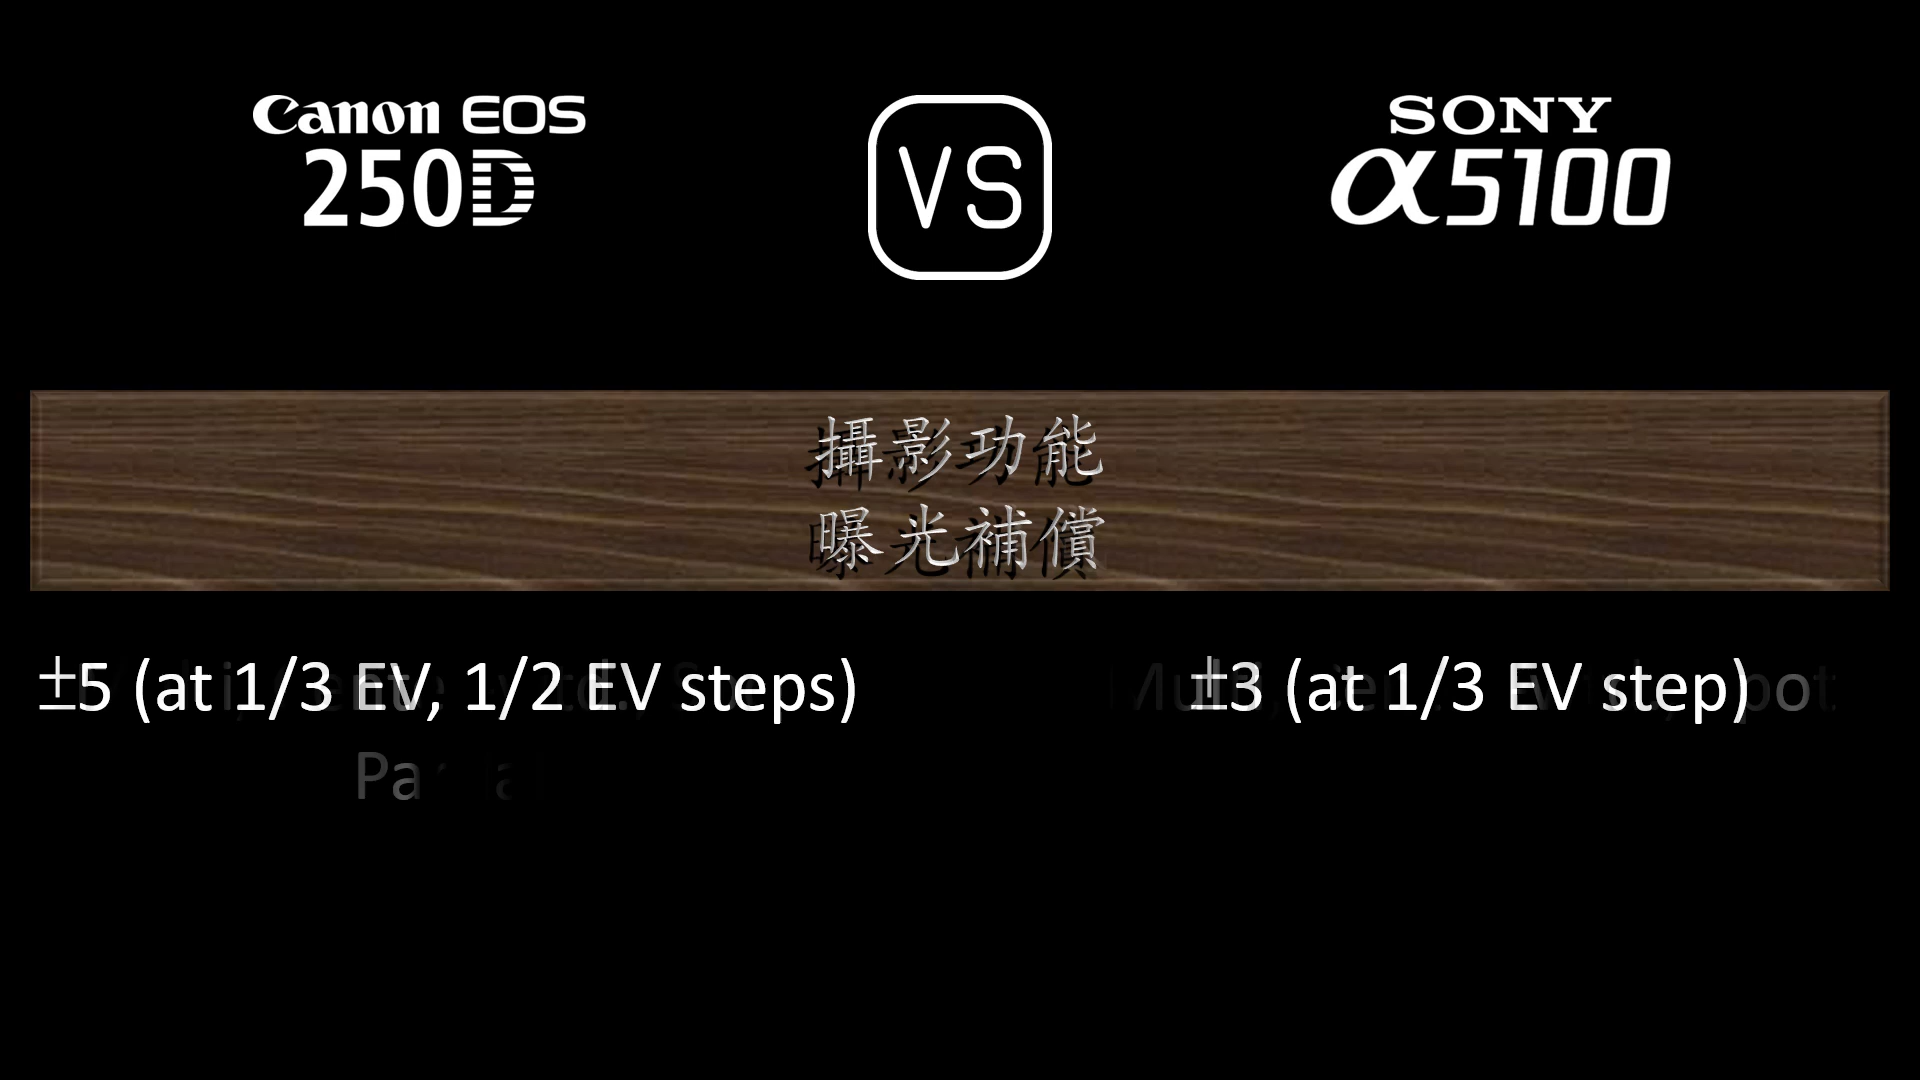 Canon EOS
250D
VS
SONY
α5100
攝影功能
曝光補償
±5 (at 1/3 EV, 1/2 EV steps)
±3 (at 1/3 EV step)